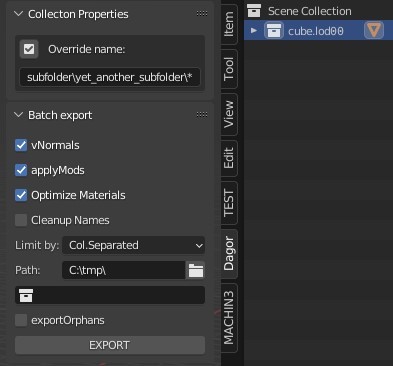 Collecton Properties
Override name:
subfolder\yet_another_subfolder\*
Batch export
vNormals
applyMods
Optimize Materials
Cleanup Names
Limit by: Col.Separated
Path: C:\tmp\
exportOrphans
EXPORT
Item
Tool
View
Edit
TEST
Dagor
MACHIN3
Scene Collection
cube.lod00